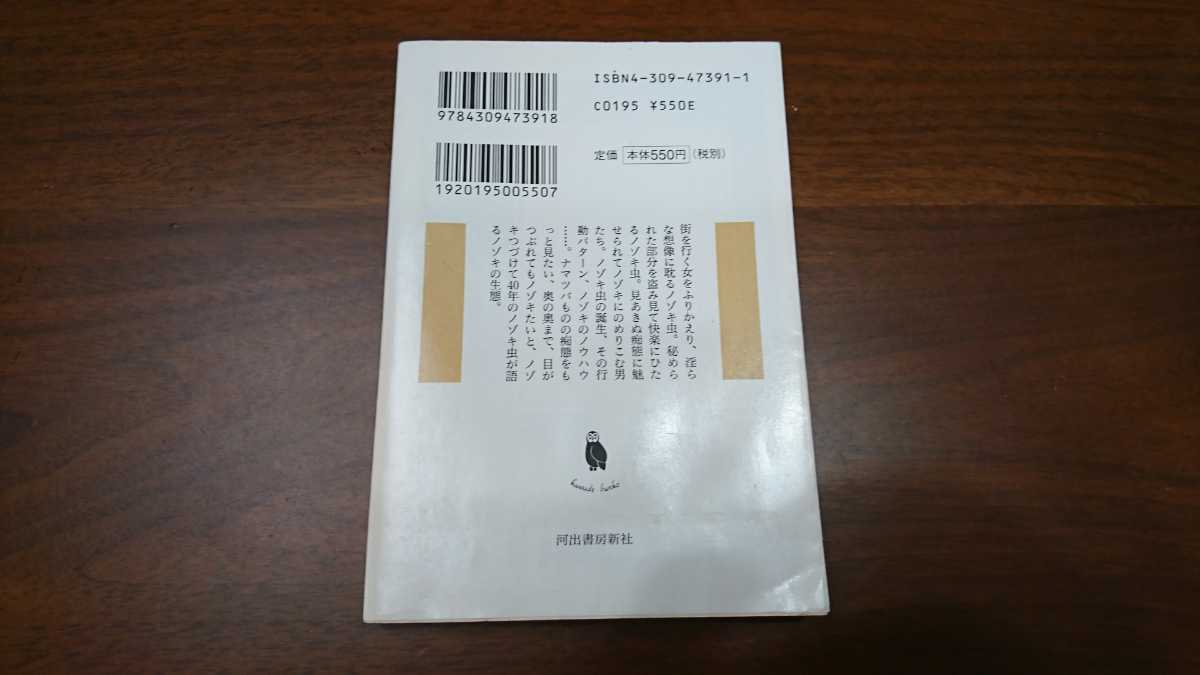 9784309473918
ISBN4-309-47391-1
C0195 ¥550E
1920195005507
定価 本体550円 (税別)
街を行く女をふりかえり、淫ら
な想像に耽るノゾキ虫。秘めら
れた部分を盗み見て快楽にひた
るノゾキ虫。見あきぬ痴態に魅
せられてノゾキにのめりこむ男
たち。ノゾキ虫の誕生、その行
動パターン、ノゾキのノウハウ
……。ナマツバものの痴態をも
っと見たい、奥の奥まで、目が
つぶれてもノゾキたいと、ノゾ
キつづけて40年のノゾキ虫が語
るノゾキの生態。
kawade bunko
河出書房新社